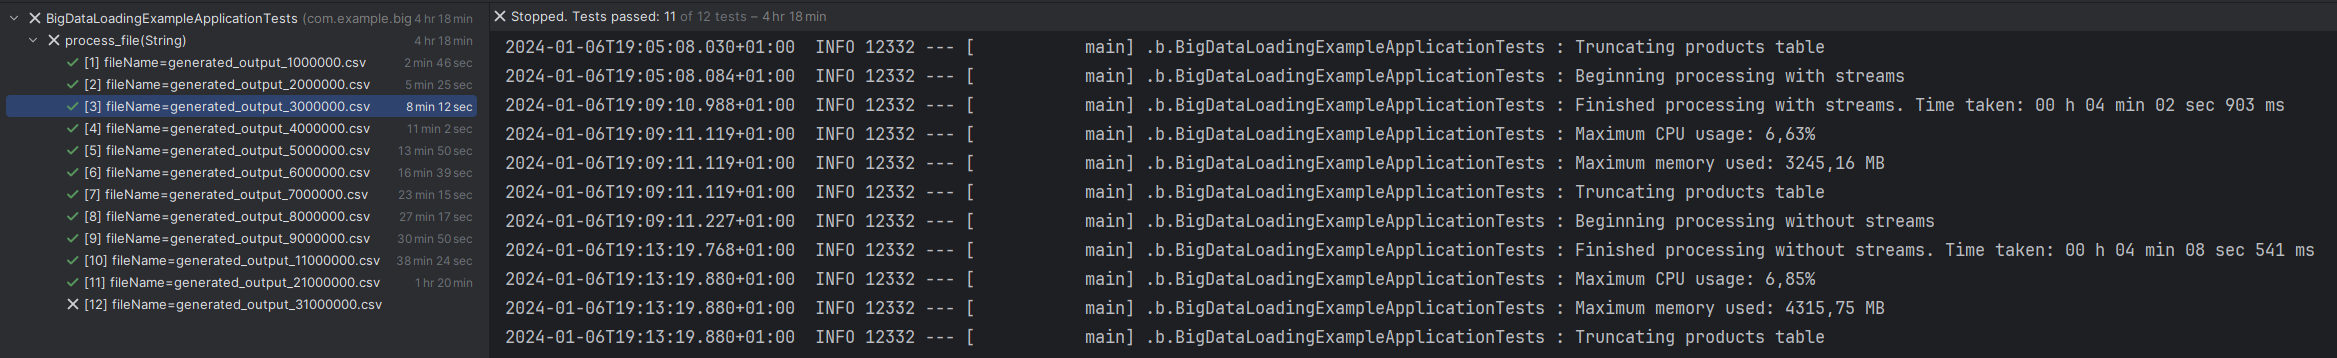 BigDataLoadingExampleApplicationTests (com.example.big 4 hr 18 min
process_file(String) 4 hr 18 min
[1] fileName=generated_output_1000000.csv 2 min 46 sec
[2] fileName=generated_output_2000000.csv 5 min 25 sec
[3] fileName=generated_output_3000000.csv 8 min 12 sec
[4] fileName=generated_output_4000000.csv 11 min 2 sec
[5] fileName=generated_output_5000000.csv 13 min 50 sec
[6] fileName=generated_output_6000000.csv 16 min 39 sec
[7] fileName=generated_output_7000000.csv 23 min 15 sec
[8] fileName=generated_output_8000000.csv 27 min 17 sec
[9] fileName=generated_output_9000000.csv 30 min 50 sec
[10] fileName=generated_output_11000000.csv 38 min 24 sec
[11] fileName=generated_output_21000000.csv 1 hr 20 min
[12] fileName=generated_output_31000000.csv
Stopped. Tests passed: 11 of 12 tests – 4 hr 18 min
2024-01-06T19:05:08.030+01:00  INFO 12332 --- [           main] .b.BigDataLoadingExampleApplicationTests : Truncating products table
2024-01-06T19:05:08.084+01:00  INFO 12332 --- [           main] .b.BigDataLoadingExampleApplicationTests : Beginning processing with streams
2024-01-06T19:09:10.988+01:00  INFO 12332 --- [           main] .b.BigDataLoadingExampleApplicationTests : Finished processing with streams. Time taken: 00 h 04 min 02 sec 903 ms
2024-01-06T19:09:11.119+01:00  INFO 12332 --- [           main] .b.BigDataLoadingExampleApplicationTests : Maximum CPU usage: 6,63%
2024-01-06T19:09:11.119+01:00  INFO 12332 --- [           main] .b.BigDataLoadingExampleApplicationTests : Maximum memory used: 3245,16 MB
2024-01-06T19:09:11.119+01:00  INFO 12332 --- [           main] .b.BigDataLoadingExampleApplicationTests : Truncating products table
2024-01-06T19:09:11.227+01:00  INFO 12332 --- [           main] .b.BigDataLoadingExampleApplicationTests : Beginning processing without streams
2024-01-06T19:13:19.768+01:00  INFO 12332 --- [           main] .b.BigDataLoadingExampleApplicationTests : Finished processing without streams. Time taken: 00 h 04 min 08 sec 541 ms
2024-01-06T19:13:19.880+01:00  INFO 12332 --- [           main] .b.BigDataLoadingExampleApplicationTests : Maximum CPU usage: 6,85%
2024-01-06T19:13:19.880+01:00  INFO 12332 --- [           main] .b.BigDataLoadingExampleApplicationTests : Maximum memory used: 4315,75 MB
2024-01-06T19:13:19.880+01:00  INFO 12332 --- [           main] .b.BigDataLoadingExampleApplicationTests : Truncating products table